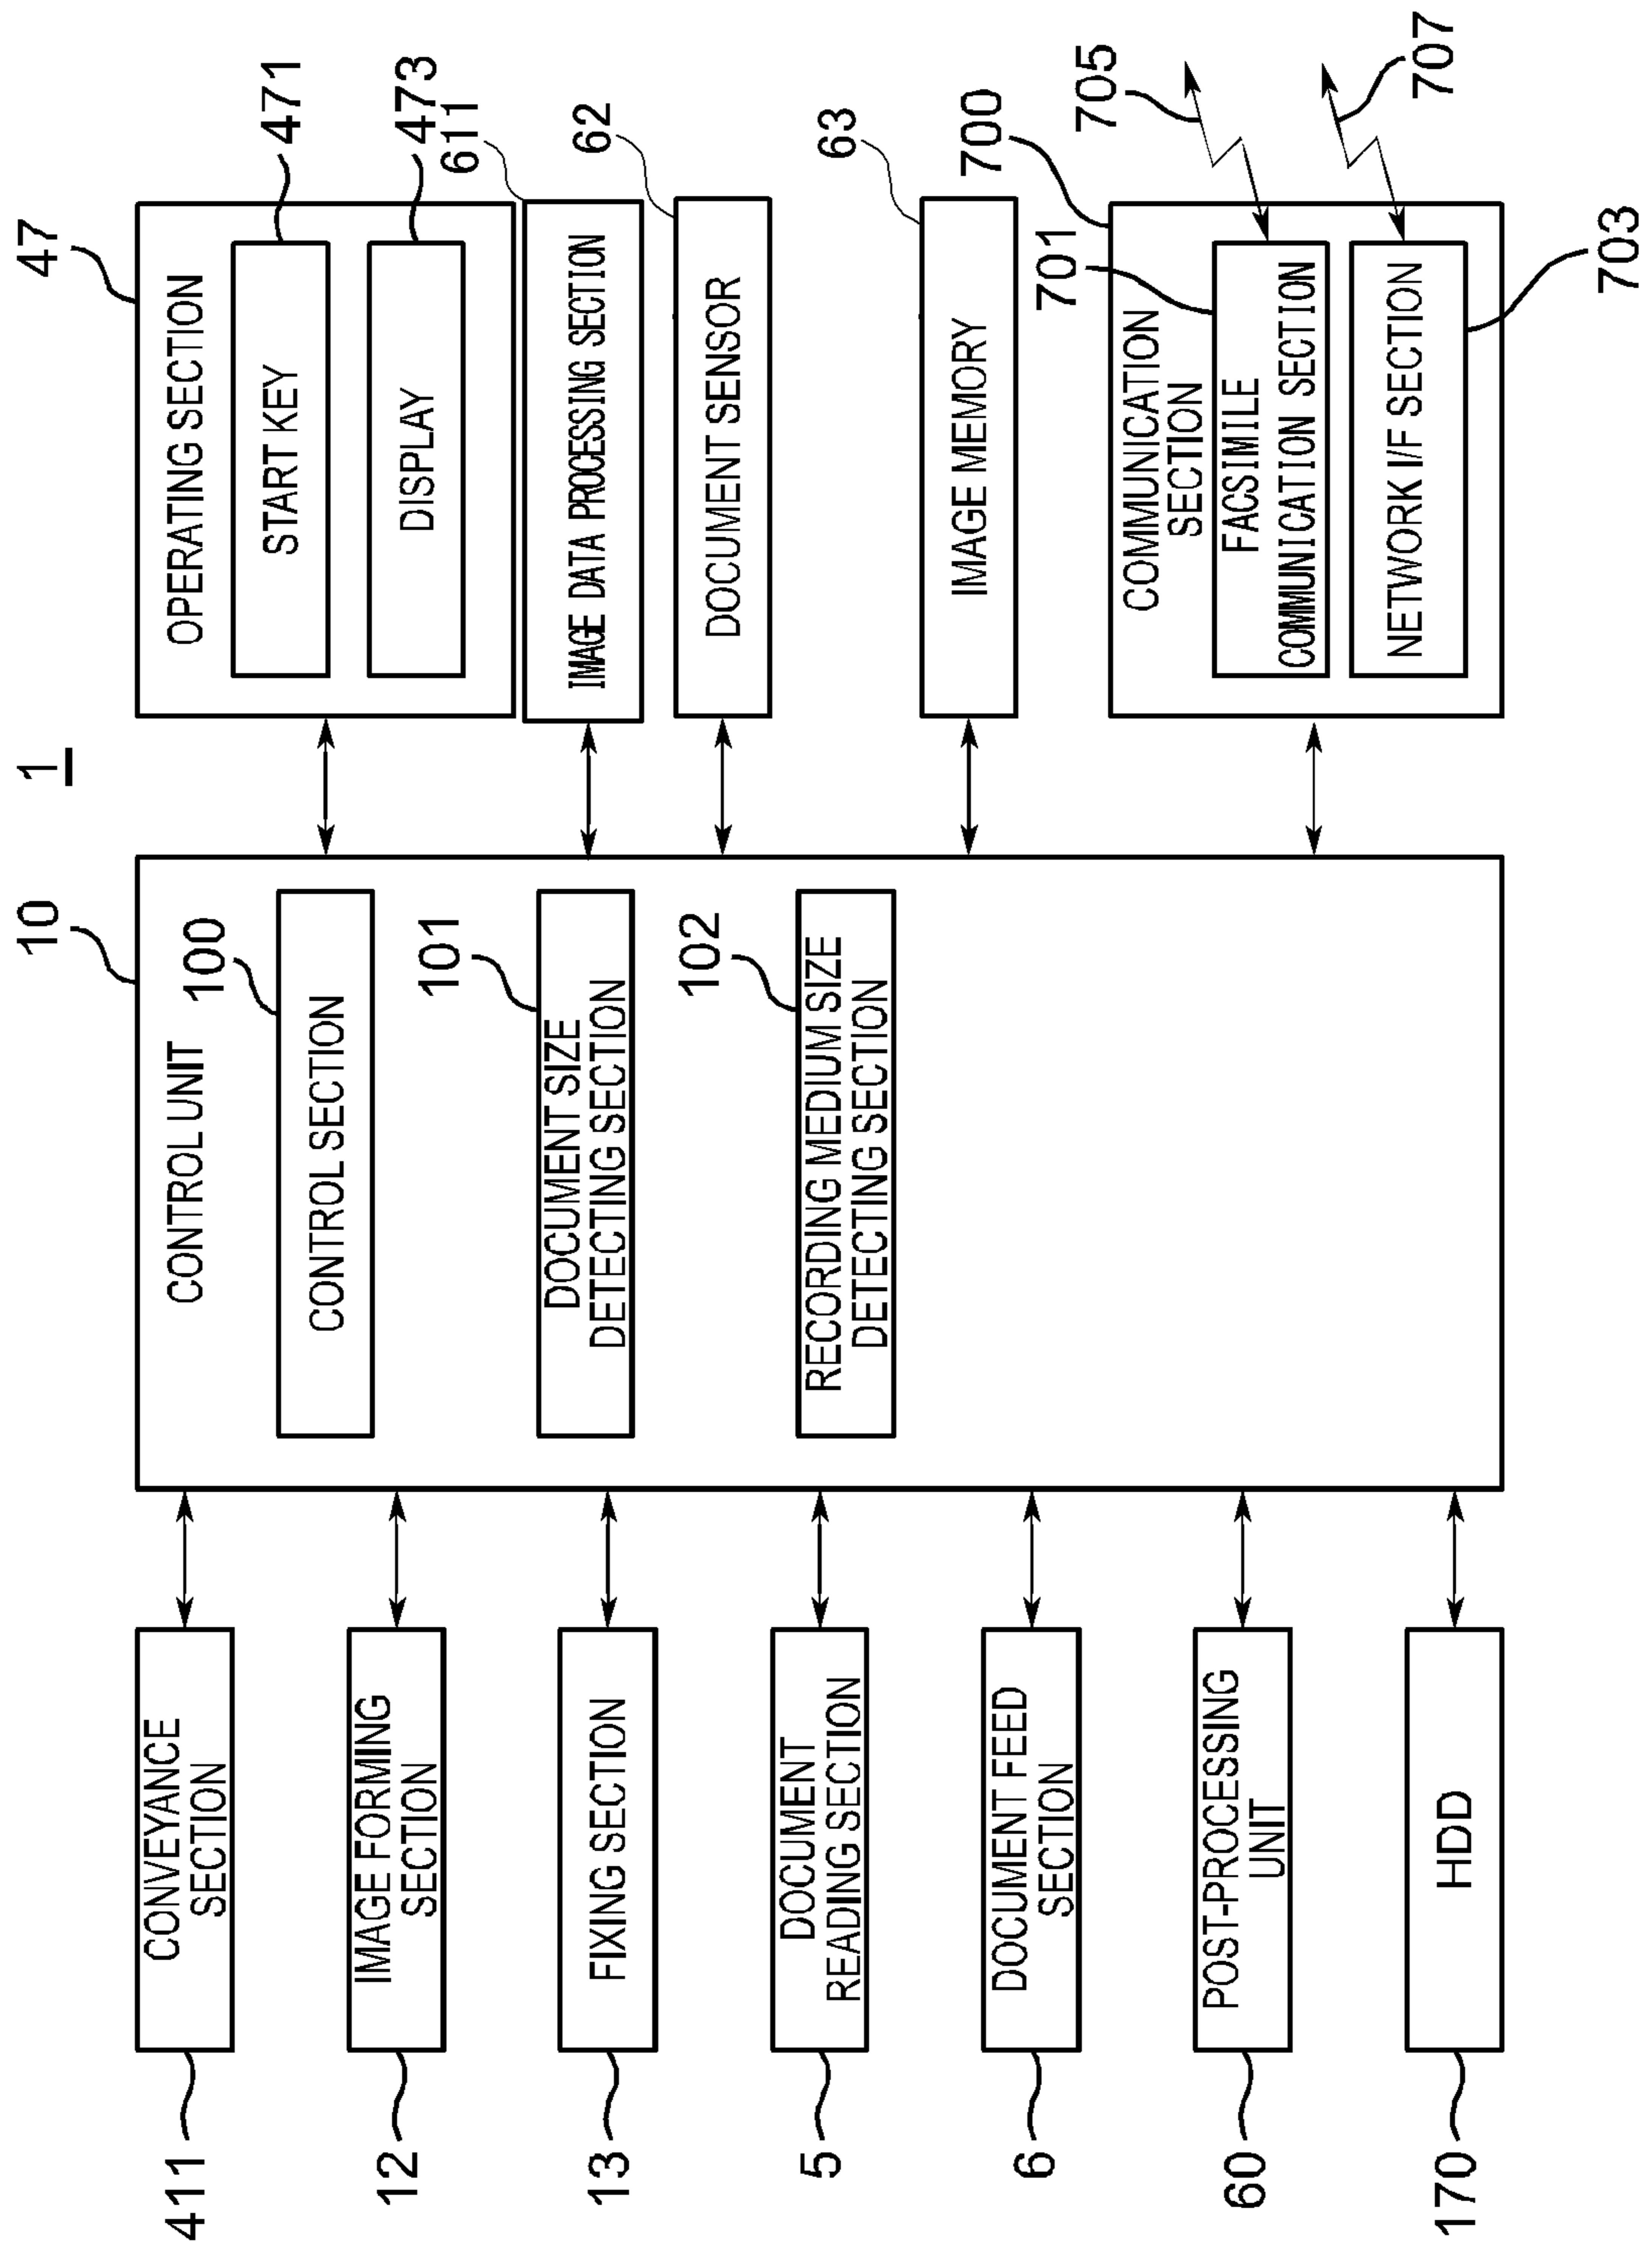 1
411
CONVEYANCE
SECTION
12
IMAGE FORMING
SECTION
13
FIXING SECTION
5
DOCUMENT
READING SECTION
6
DOCUMENT FEED
SECTION
60
POST-PROCESSING
UNIT
170
HDD
10
CONTROL UNIT
100
CONTROL SECTION
101
DOCUMENT SIZE
DETECTING SECTION
102
RECORDING MEDIUM SIZE
DETECTING SECTION
47
OPERATING SECTION
START KEY
471
DISPLAY
473
611
IMAGE DATA PROCESSING SECTION
62
DOCUMENT SENSOR
63
IMAGE MEMORY
700
COMMUNICATION
SECTION
701
FACSIMILE
COMMUNICATION SECTION
705
NETWORK I/F SECTION
707
703